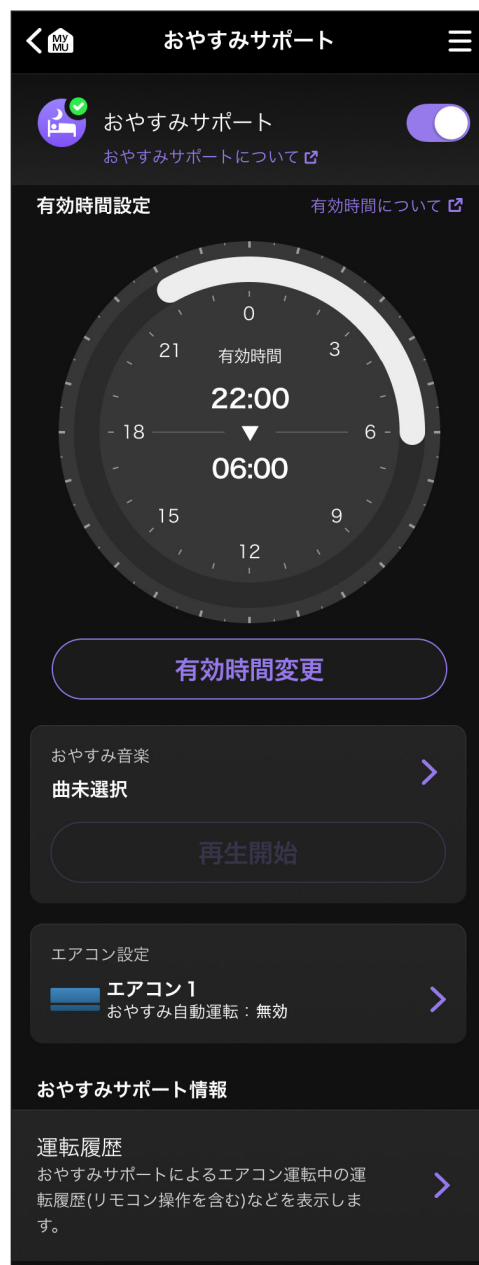 MY
MU
おやすみサポート
おやすみサポート
おやすみサポートについて
有効時間設定
有効時間について
0
21
有効時間
3
22:00
18
6
06:00
15
9
12
有効時間変更
おやすみ音楽
曲未選択
再生開始
エアコン設定
エアコン1
おやすみ自動運転：無効
おやすみサポート情報
運転履歴
おやすみサポートによるエアコン運転中の運
転履歴(リモコン操作を含む)などを表示しま
す。